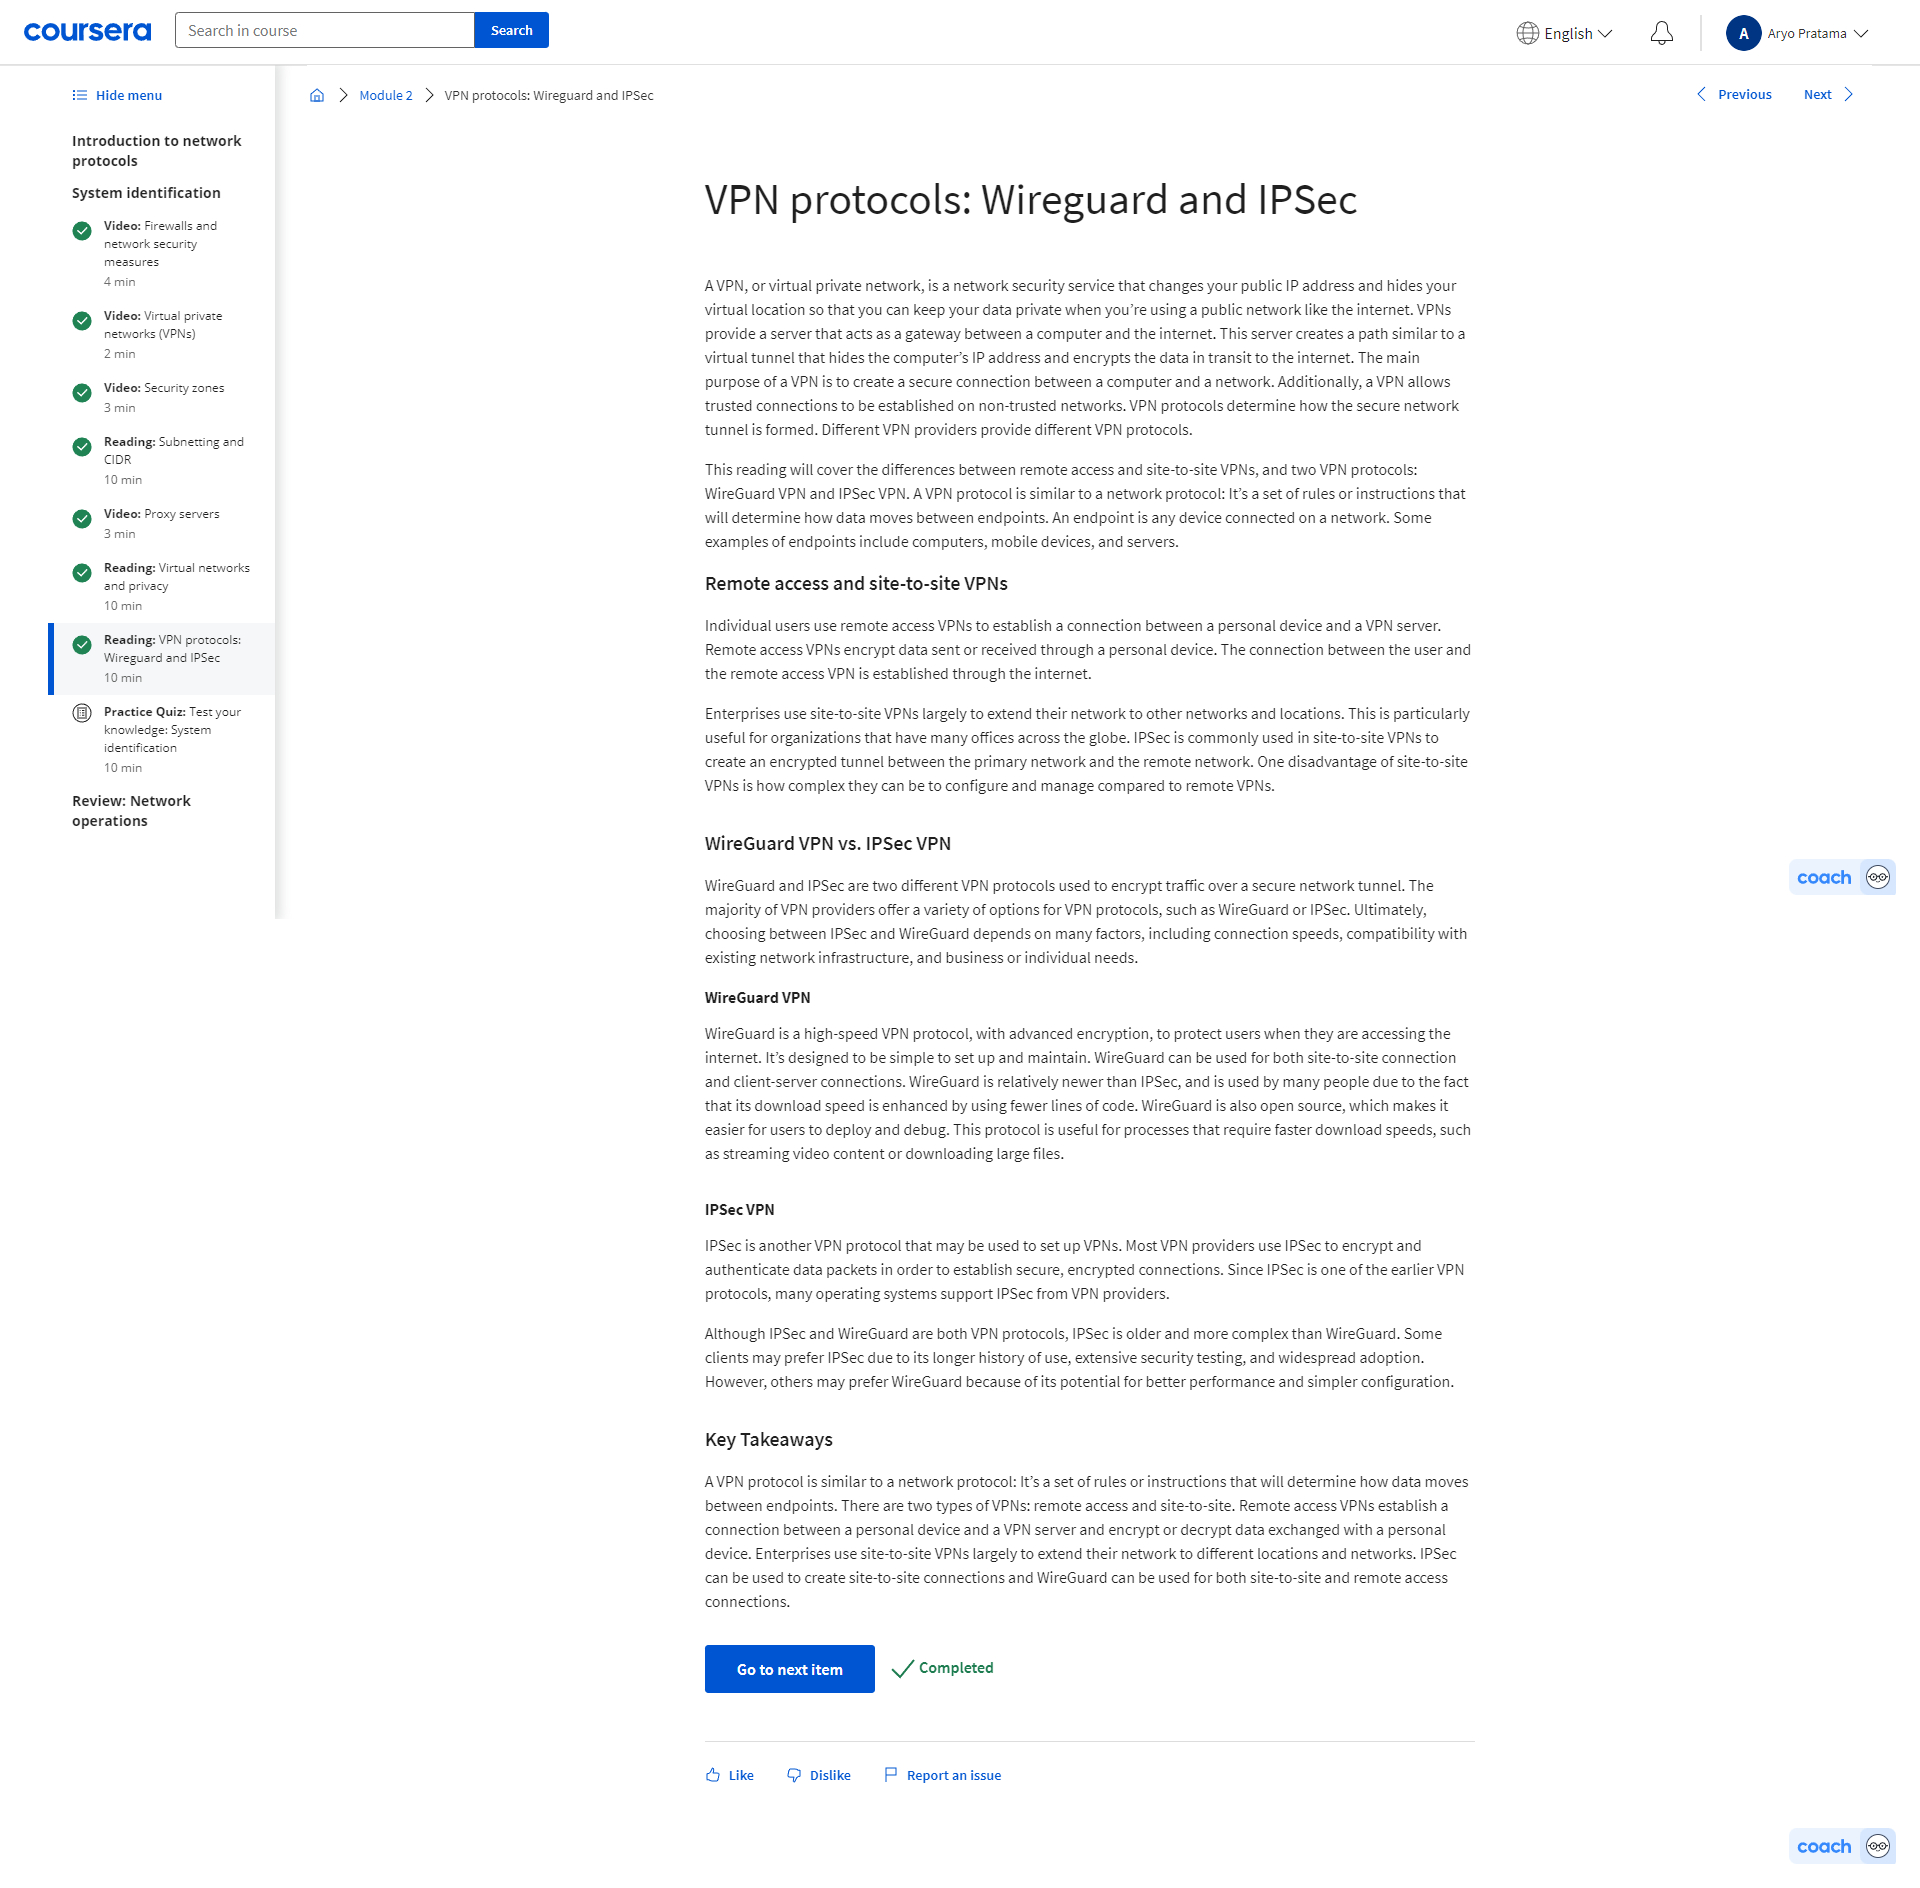 coursera
Search in course
Search
English
A
Aryo Pratama
Hide menu
Introduction to network
protocols
System identification
Video: Firewalls and
network security
measures
4 min
Video: Virtual private
networks (VPNs)
2 min
Video: Security zones
3 min
Reading: Subnetting and
CIDR
10 min
Video: Proxy servers
3 min
Reading: Virtual networks
and privacy
10 min
Reading: VPN protocols:
Wireguard and IPSec
10 min
Practice Quiz: Test your
knowledge: System
identification
10 min
Review: Network
operations
Module 2
VPN protocols: Wireguard and IPSec
Previous
Next
VPN protocols: Wireguard and IPSec
A VPN, or virtual private network, is a network security service that changes your public IP address and hides your
virtual location so that you can keep your data private when you’re using a public network like the internet. VPNs
provide a server that acts as a gateway between a computer and the internet. This server creates a path similar to a
virtual tunnel that hides the computer’s IP address and encrypts the data in transit to the internet. The main
purpose of a VPN is to create a secure connection between a computer and a network. Additionally, a VPN allows
trusted connections to be established on non-trusted networks. VPN protocols determine how the secure network
tunnel is formed. Different VPN providers provide different VPN protocols.
This reading will cover the differences between remote access and site-to-site VPNs, and two VPN protocols:
WireGuard VPN and IPSec VPN. A VPN protocol is similar to a network protocol: It’s a set of rules or instructions that
will determine how data moves between endpoints. An endpoint is any device connected on a network. Some
examples of endpoints include computers, mobile devices, and servers.
Remote access and site-to-site VPNs
Individual users use remote access VPNs to establish a connection between a personal device and a VPN server.
Remote access VPNs encrypt data sent or received through a personal device. The connection between the user and
the remote access VPN is established through the internet.
Enterprises use site-to-site VPNs largely to extend their network to other networks and locations. This is particularly
useful for organizations that have many offices across the globe. IPSec is commonly used in site-to-site VPNs to
create an encrypted tunnel between the primary network and the remote network. One disadvantage of site-to-site
VPNs is how complex they can be to configure and manage compared to remote VPNs.
WireGuard VPN vs. IPSec VPN
WireGuard and IPSec are two different VPN protocols used to encrypt traffic over a secure network tunnel. The
majority of VPN providers offer a variety of options for VPN protocols, such as WireGuard or IPSec. Ultimately,
choosing between IPSec and WireGuard depends on many factors, including connection speeds, compatibility with
existing network infrastructure, and business or individual needs.
WireGuard VPN
WireGuard is a high-speed VPN protocol, with advanced encryption, to protect users when they are accessing the
internet. It’s designed to be simple to set up and maintain. WireGuard can be used for both site-to-site connection
and client-server connections. WireGuard is relatively newer than IPSec, and is used by many people due to the fact
that its download speed is enhanced by using fewer lines of code. WireGuard is also open source, which makes it
easier for users to deploy and debug. This protocol is useful for processes that require faster download speeds, such
as streaming video content or downloading large files.
IPSec VPN
IPSec is another VPN protocol that may be used to set up VPNs. Most VPN providers use IPSec to encrypt and
authenticate data packets in order to establish secure, encrypted connections. Since IPSec is one of the earlier VPN
protocols, many operating systems support IPSec from VPN providers.
Although IPSec and WireGuard are both VPN protocols, IPSec is older and more complex than WireGuard. Some
clients may prefer IPSec due to its longer history of use, extensive security testing, and widespread adoption.
However, others may prefer WireGuard because of its potential for better performance and simpler configuration.
Key Takeaways
A VPN protocol is similar to a network protocol: It’s a set of rules or instructions that will determine how data moves
between endpoints. There are two types of VPNs: remote access and site-to-site. Remote access VPNs establish a
connection between a personal device and a VPN server and encrypt or decrypt data exchanged with a personal
device. Enterprises use site-to-site VPNs largely to extend their network to different locations and networks. IPSec
can be used to create site-to-site connections and WireGuard can be used for both site-to-site and remote access
connections.
Go to next item
Completed
Like
Dislike
Report an issue
coach
coach